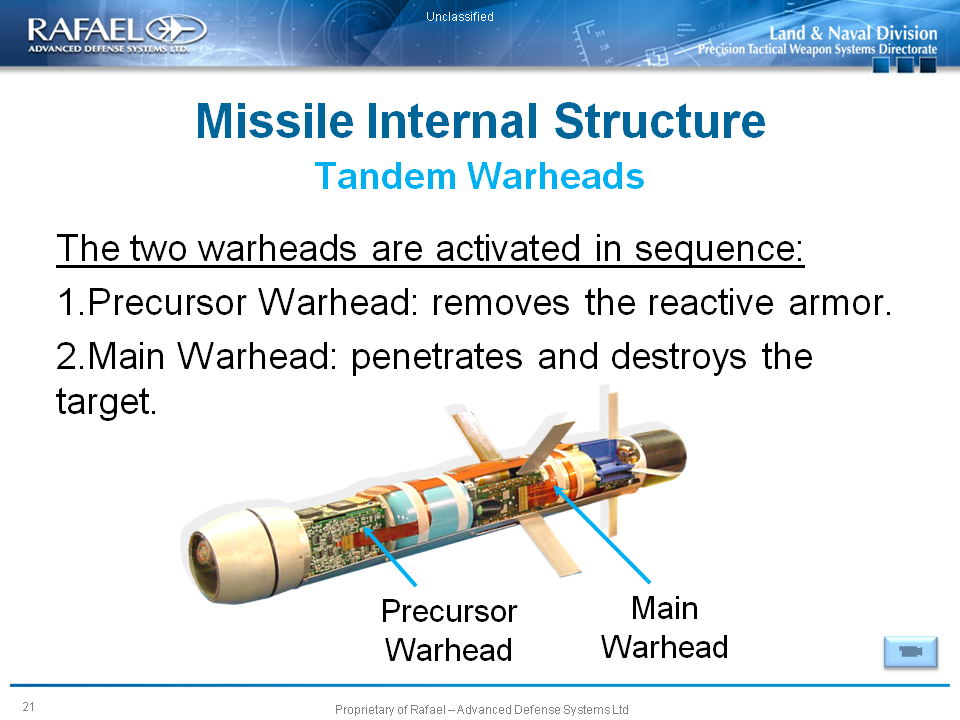 Unclassified
RAFAEL
ADVANCED DEFENSE SYSTEMS LTD.
Land & Naval Division
Precision Tactical Weapon Systems Directorate
Missile Internal Structure
Tandem Warheads
The two warheads are activated in sequence:
1.Precursor Warhead: removes the reactive armor.
2.Main Warhead: penetrates and destroys the
target.
Precursor
Warhead
Main
Warhead
21
Proprietary of Rafael – Advanced Defense Systems Ltd